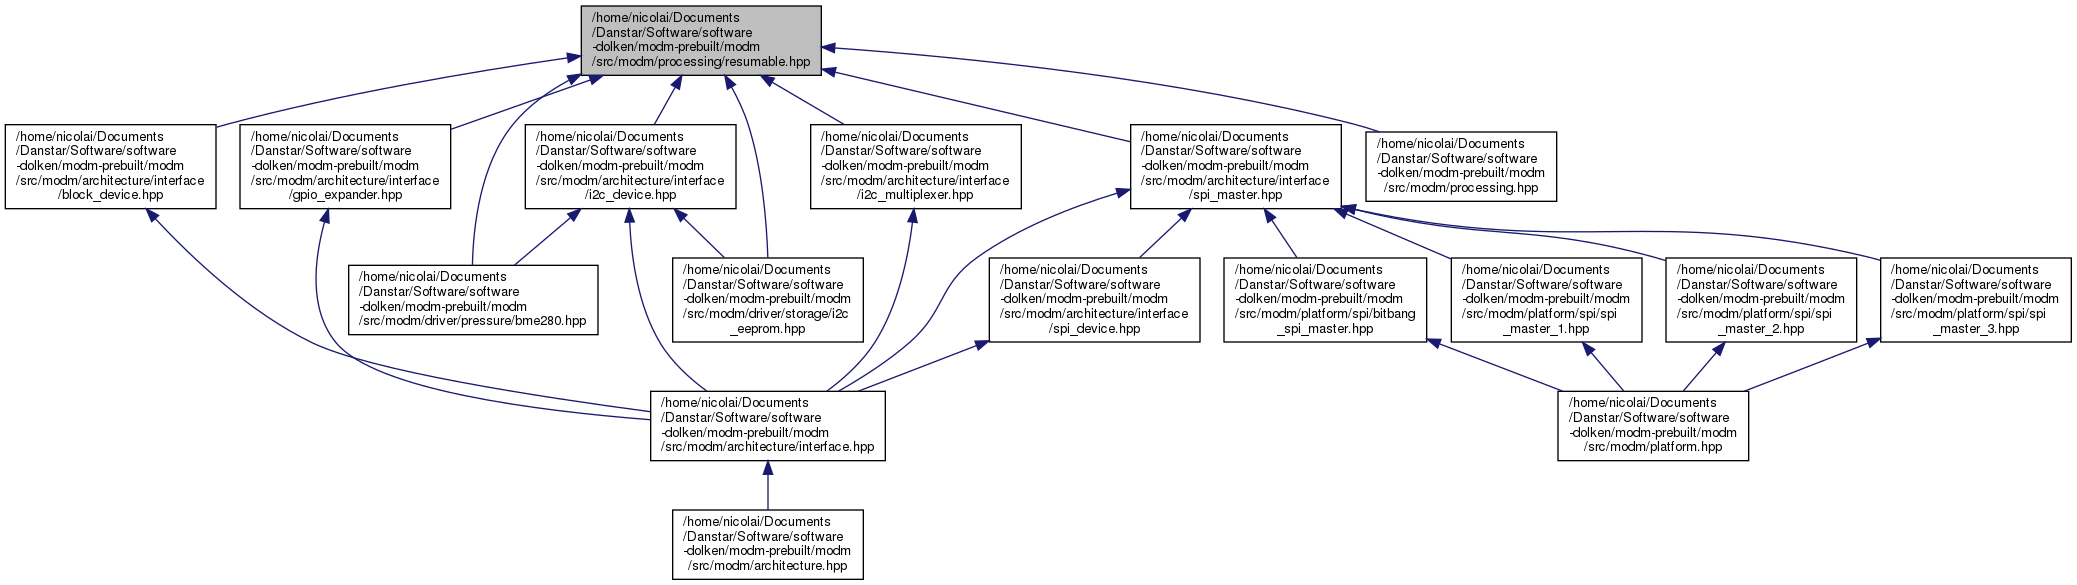 /home/nicolai/Documents
/Danstar/Software/software
-dolken/modm-prebuilt/modm
/src/modm/processing/resumable.hpp
/home/nicolai/Documents
/Danstar/Software/software
-dolken/modm-prebuilt/modm
/src/modm/architecture/interface
/block_device.hpp
/home/nicolai/Documents
/Danstar/Software/software
-dolken/modm-prebuilt/modm
/src/modm/architecture/interface
/gpio_expander.hpp
/home/nicolai/Documents
/Danstar/Software/software
-dolken/modm-prebuilt/modm
/src/modm/architecture/interface
/i2c_device.hpp
/home/nicolai/Documents
/Danstar/Software/software
-dolken/modm-prebuilt/modm
/src/modm/architecture/interface
/i2c_multiplexer.hpp
/home/nicolai/Documents
/Danstar/Software/software
-dolken/modm-prebuilt/modm
/src/modm/architecture/interface
/spi_master.hpp
/home/nicolai/Documents
/Danstar/Software/software
-dolken/modm-prebuilt/modm
/src/modm/processing.hpp
/home/nicolai/Documents
/Danstar/Software/software
-dolken/modm-prebuilt/modm
/src/modm/driver/pressure/bme280.hpp
/home/nicolai/Documents
/Danstar/Software/software
-dolken/modm-prebuilt/modm
/src/modm/driver/storage/i2c
_eeprom.hpp
/home/nicolai/Documents
/Danstar/Software/software
-dolken/modm-prebuilt/modm
/src/modm/architecture/interface
/spi_device.hpp
/home/nicolai/Documents
/Danstar/Software/software
-dolken/modm-prebuilt/modm
/src/modm/platform/spi/bitbang
_spi_master.hpp
/home/nicolai/Documents
/Danstar/Software/software
-dolken/modm-prebuilt/modm
/src/modm/platform/spi/spi
_master_1.hpp
/home/nicolai/Documents
/Danstar/Software/software
-dolken/modm-prebuilt/modm
/src/modm/platform/spi/spi
_master_2.hpp
/home/nicolai/Documents
/Danstar/Software/software
-dolken/modm-prebuilt/modm
/src/modm/platform/spi/spi
_master_3.hpp
/home/nicolai/Documents
/Danstar/Software/software
-dolken/modm-prebuilt/modm
/src/modm/architecture/interface.hpp
/home/nicolai/Documents
/Danstar/Software/software
-dolken/modm-prebuilt/modm
/src/modm/platform.hpp
/home/nicolai/Documents
/Danstar/Software/software
-dolken/modm-prebuilt/modm
/src/modm/architecture.hpp